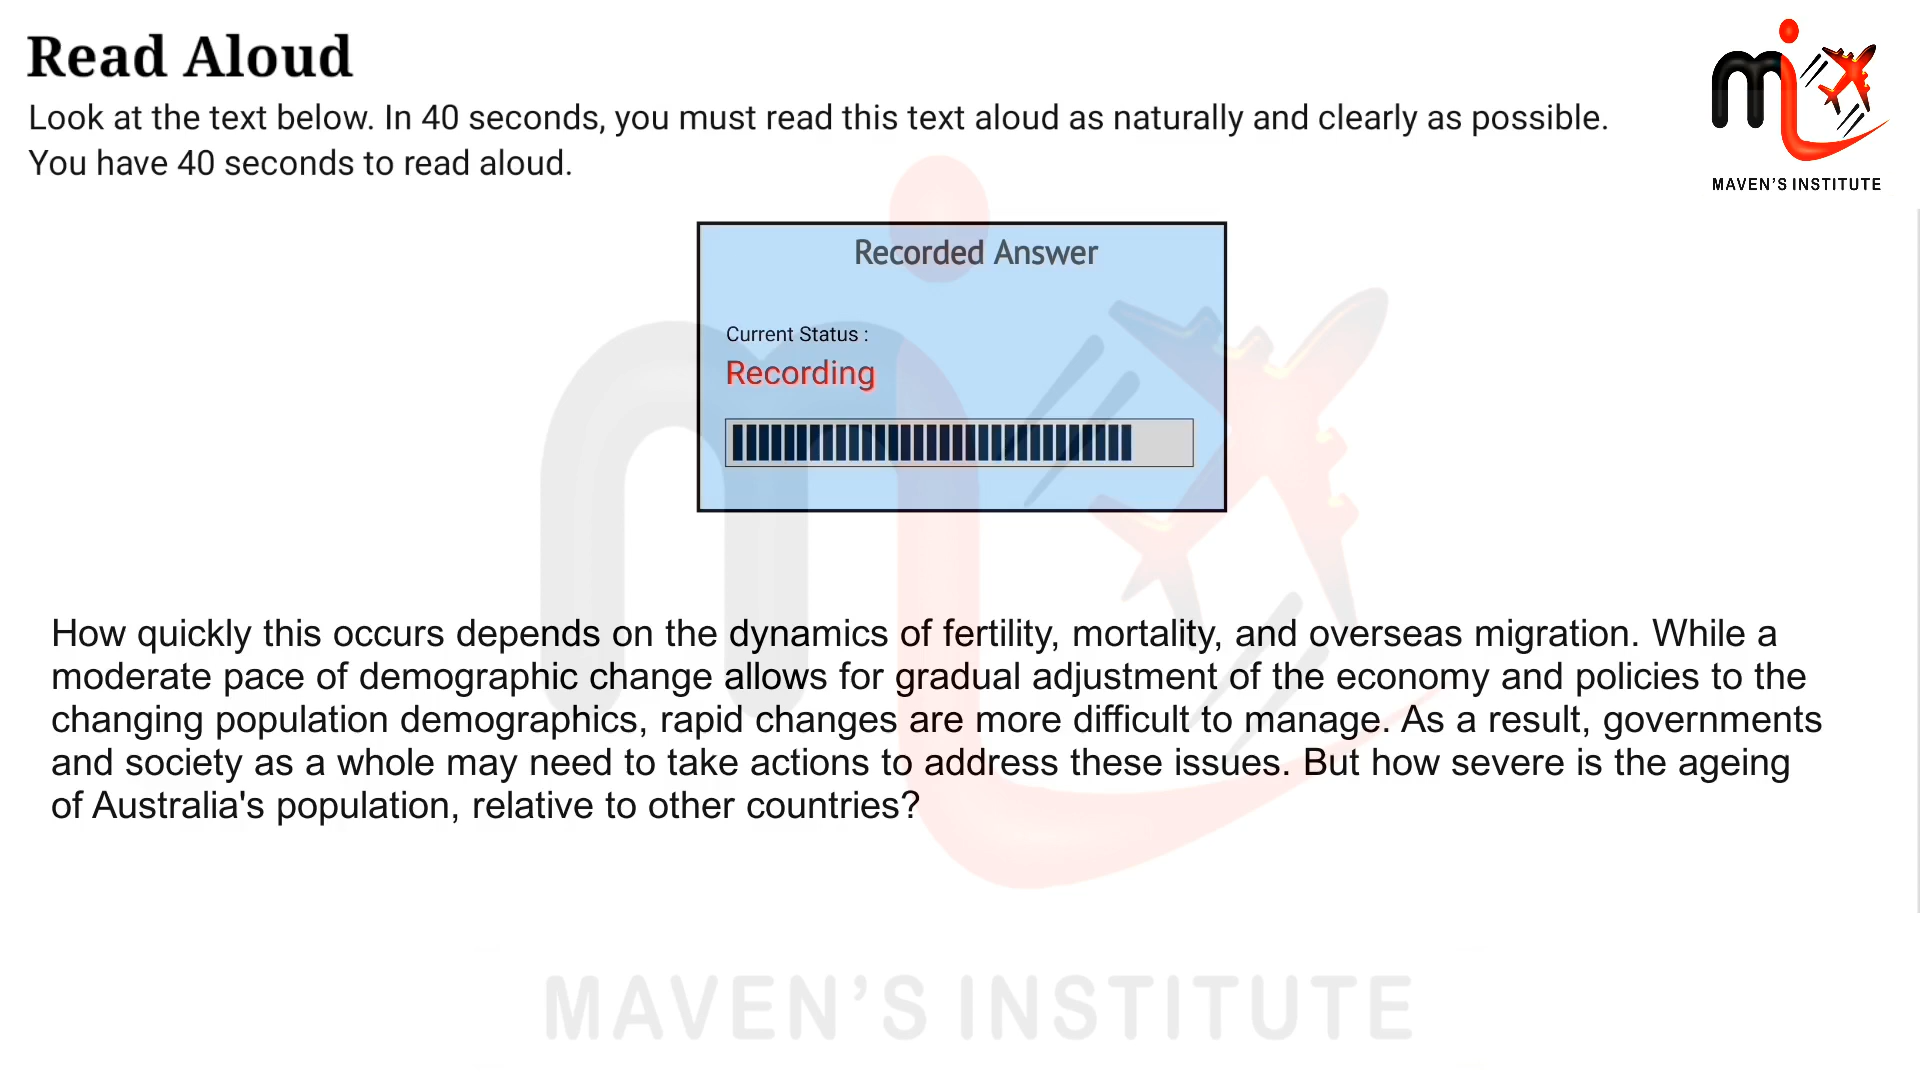 Read Aloud
Look at the text below. In 40 seconds, you must read this text aloud as naturally and clearly as possible.
You have 40 seconds to read aloud.
MAVEN'S INSTITUTE
Recorded Answer
Current Status :
Recording
How quickly this occurs depends on the dynamics of fertility, mortality, and overseas migration. While a
moderate pace of demographic change allows for gradual adjustment of the economy and policies to the
changing population demographics, rapid changes are more difficult to manage. As a result, governments
and society as a whole may need to take actions to address these issues. But how severe is the ageing
of Australia's population, relative to other countries?
MAVEN'S INSTITUTE